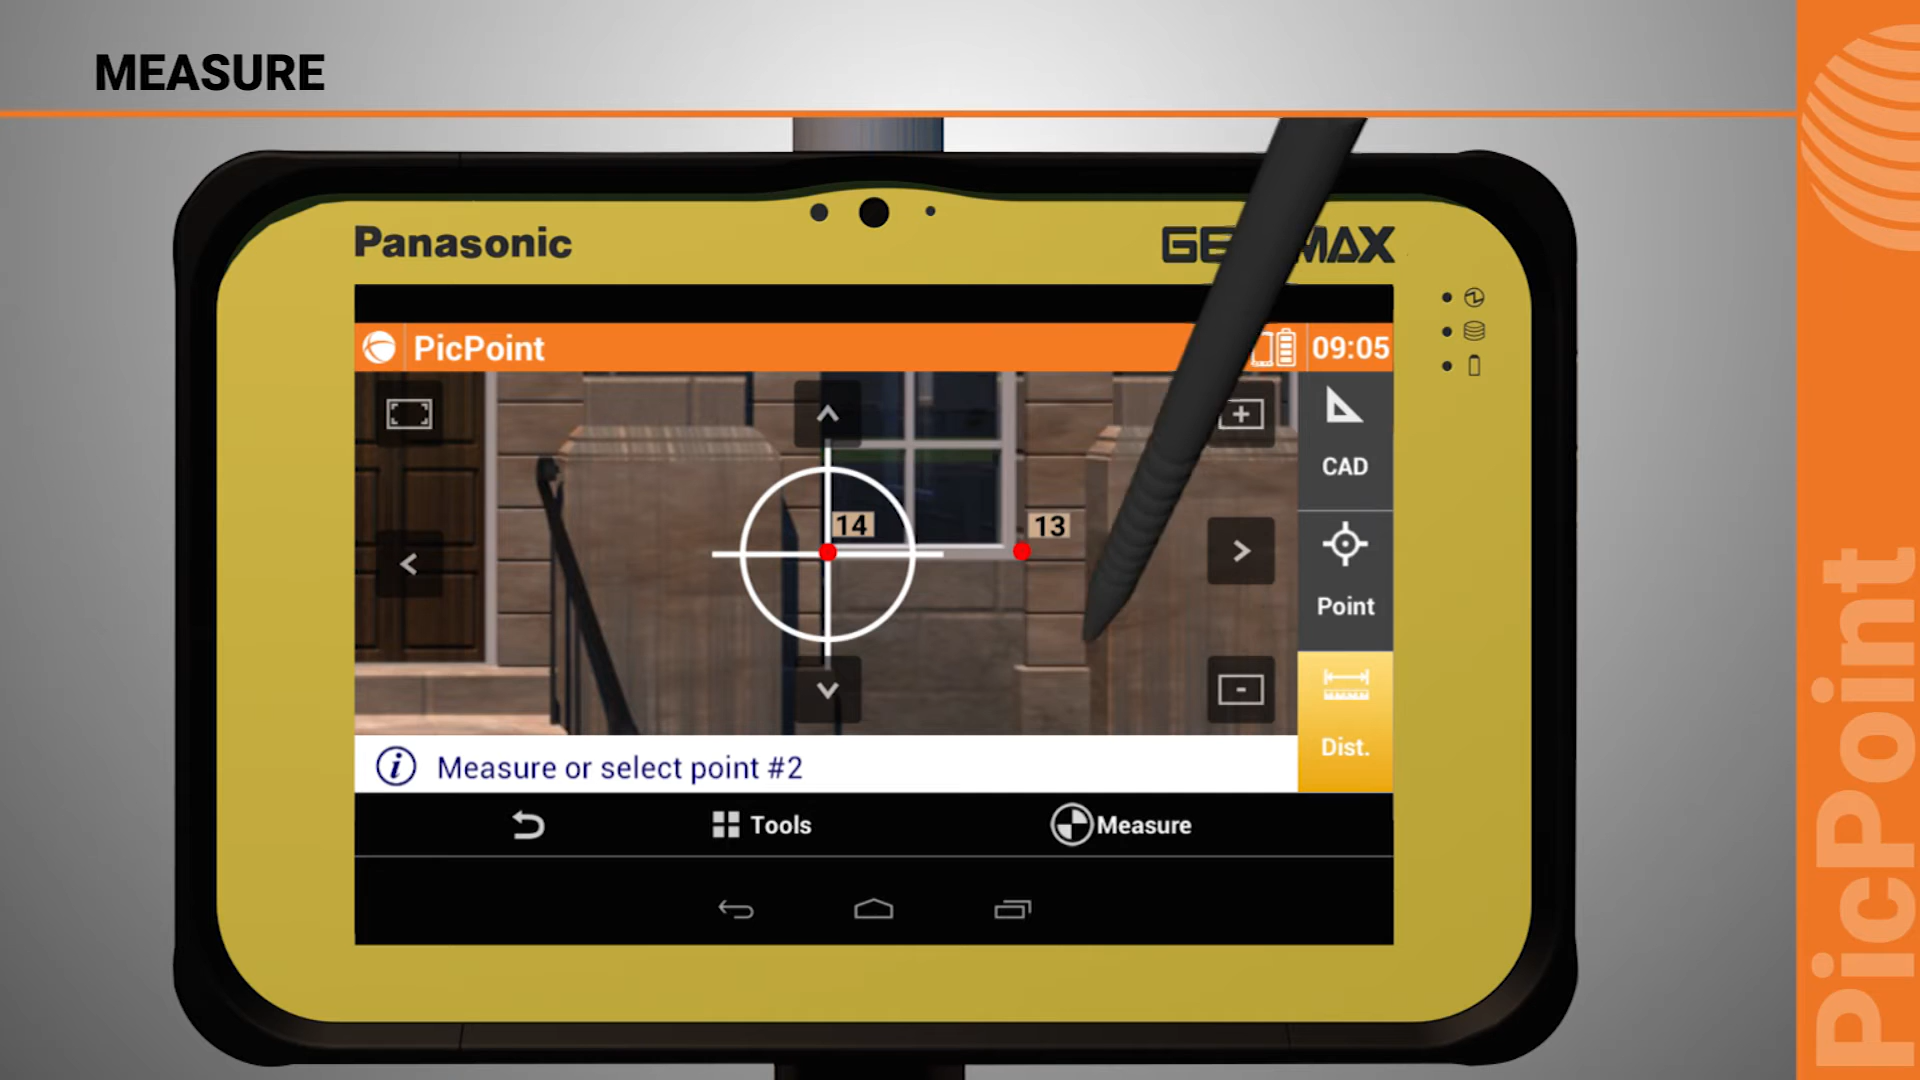 MEASURE
Panasonic
PicPoint
09:05
CAD
14
13
Point
Dist.
Measure or select point #2
Tools
Measure
PicPoint